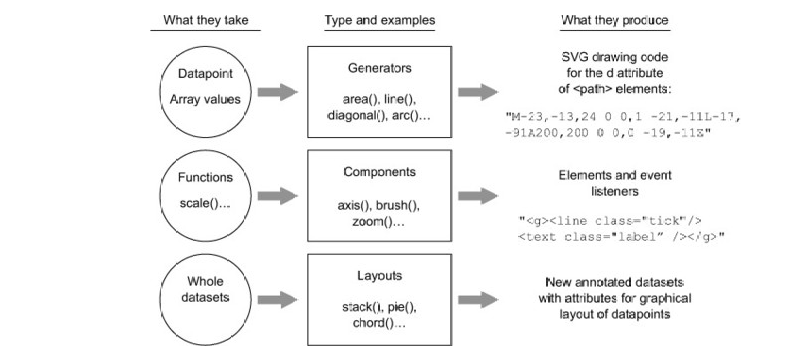 What they take
Type and examples
What they produce
Datapoint
Array values
Generators
area(), line(),
diagonal(), arc()...
SVG drawing code
for the d attribute
of <path> elements:
"M-23,-13,24 0 0,1 -21,-11L-17,
-91A200,200 0 0,0 -19,-11Z"
Functions
scale()...
Components
axis(), brush(),
zoom()...
Elements and event
listeners
"<g><line class="tick"/>
<text class="label" /></g>"
Whole
datasets
Layouts
stack(), pie(),
chord()...
New annotated datasets
with attributes for graphical
layout of datapoints